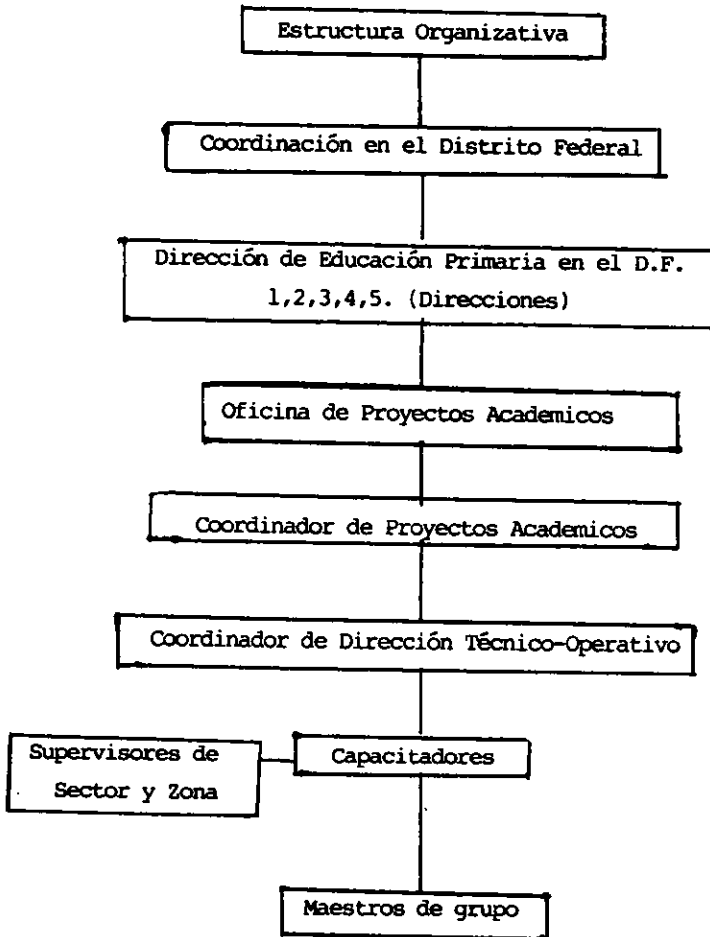 Estructura Organizativa
Coordinación en el Distrito Federal
Dirección de Educación Primaria en el D.F.
1,2,3,4,5. (Direcciones)
Oficina de Proyectos Academicos
Coordinador de Proyectos Academicos
Coordinador de Dirección Técnico-Operativo
Supervisores de
Sector y Zona
Capacitadores
Maestros de grupo